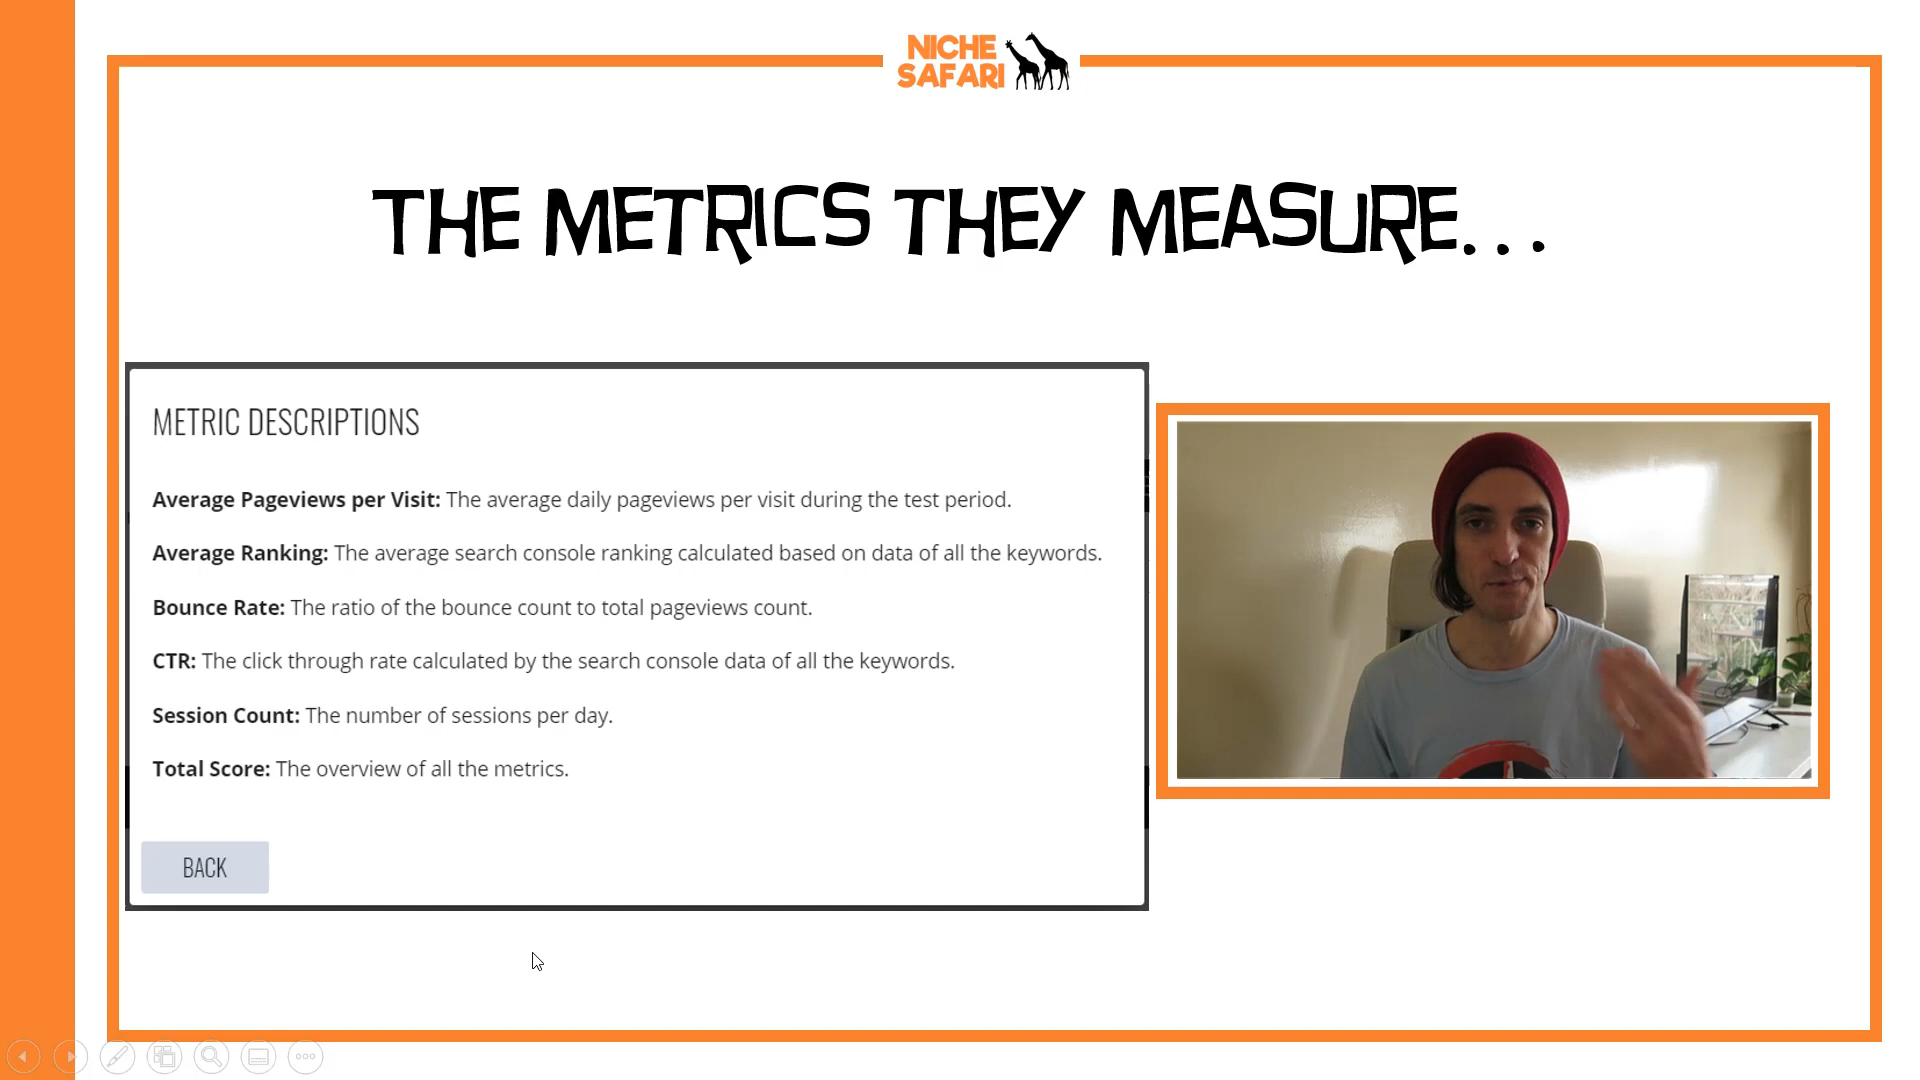 NICHE
SAFARI
THE METRICS THEY MEASURE...
METRIC DESCRIPTIONS
Average Pageviews per Visit: The average daily pageviews per visit during the test period.
Average Ranking: The average search console ranking calculated based on data of all the keywords.
Bounce Rate: The ratio of the bounce count to total pageviews count.
CTR: The click through rate calculated by the search console data of all the keywords.
Session Count: The number of sessions per day.
Total Score: The overview of all the metrics.
BACK